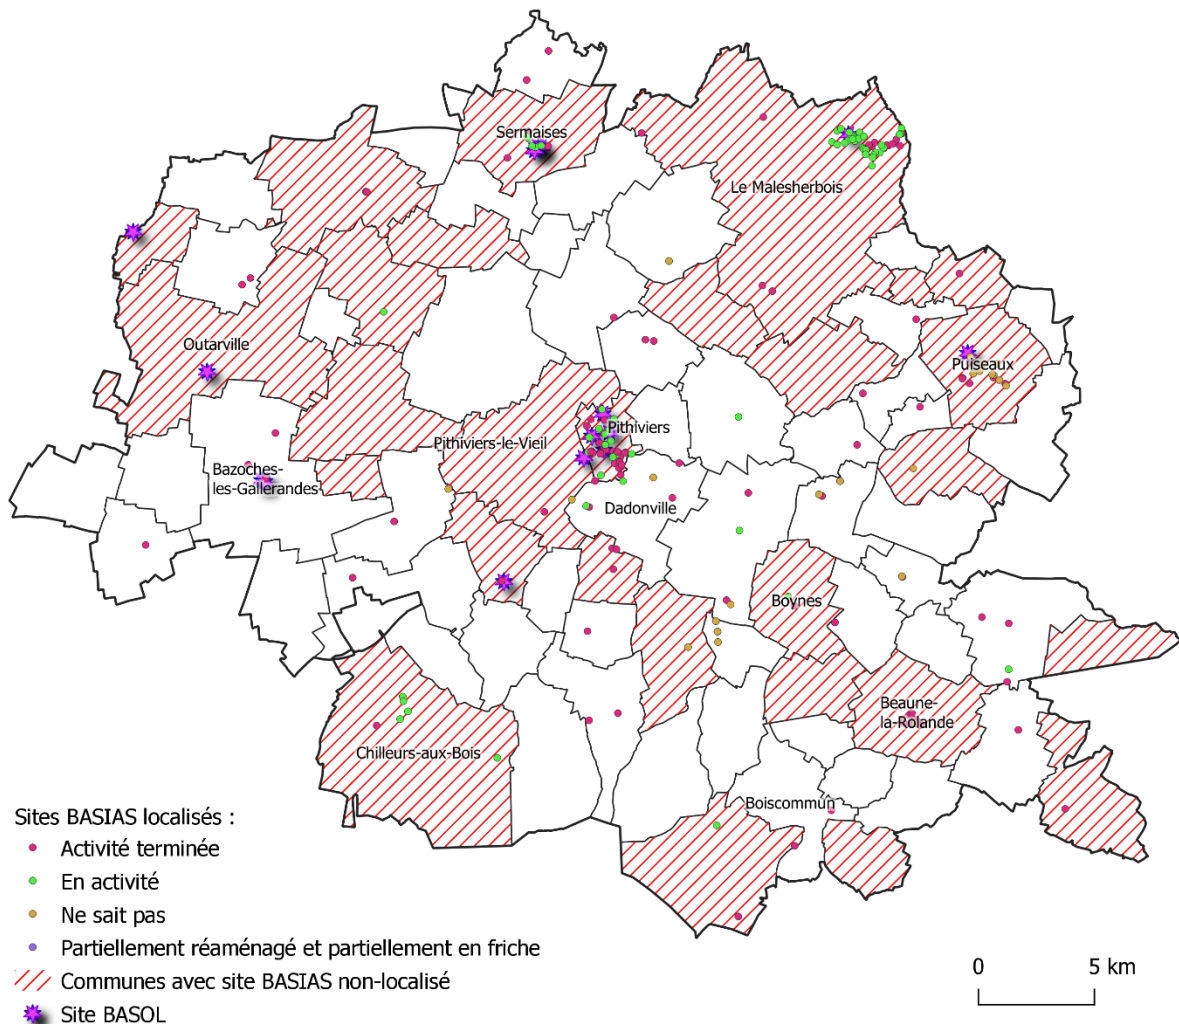 Sermaises
Le Malesherbois
Outarville
Puiseaux
Pithiviers-le-Vieil
Pithiviers
Bazoches-
les-Gallerandes
Dadonville
Boynes
Beaune-
la-Rolande
Chilleurs-aux-Bois
Boiscommun
Sites BASIAS localisés :
Activité terminée
En activité
Ne sait pas
Partiellement réaménagé et partiellement en friche
Communes avec site BASIAS non-localisé
Site BASOL
0 5 km